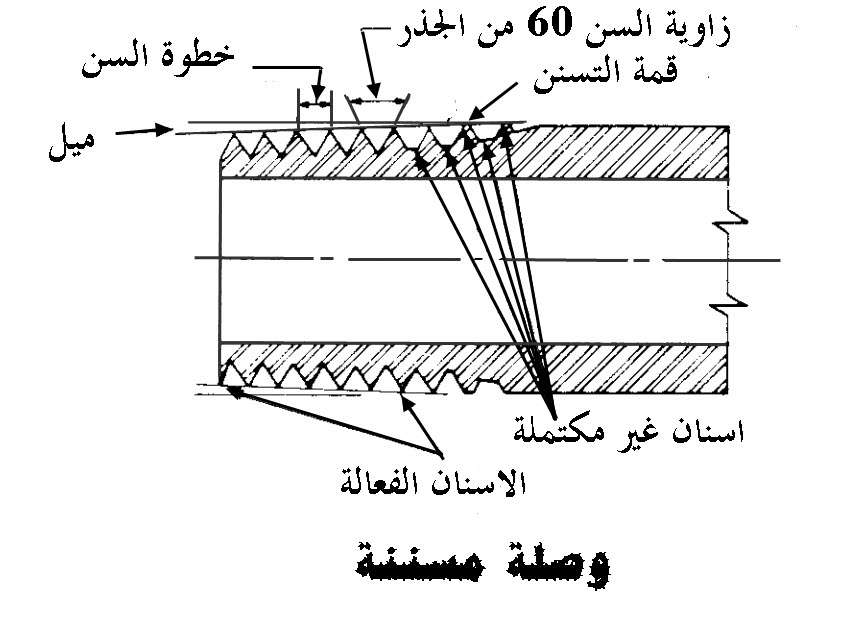 زاوية السن 60 من الجذر
خطوة السن
قمة التسنن
ميل
اسنان غير مكتملة
الاسنان الفعالة
وصلة مسننة